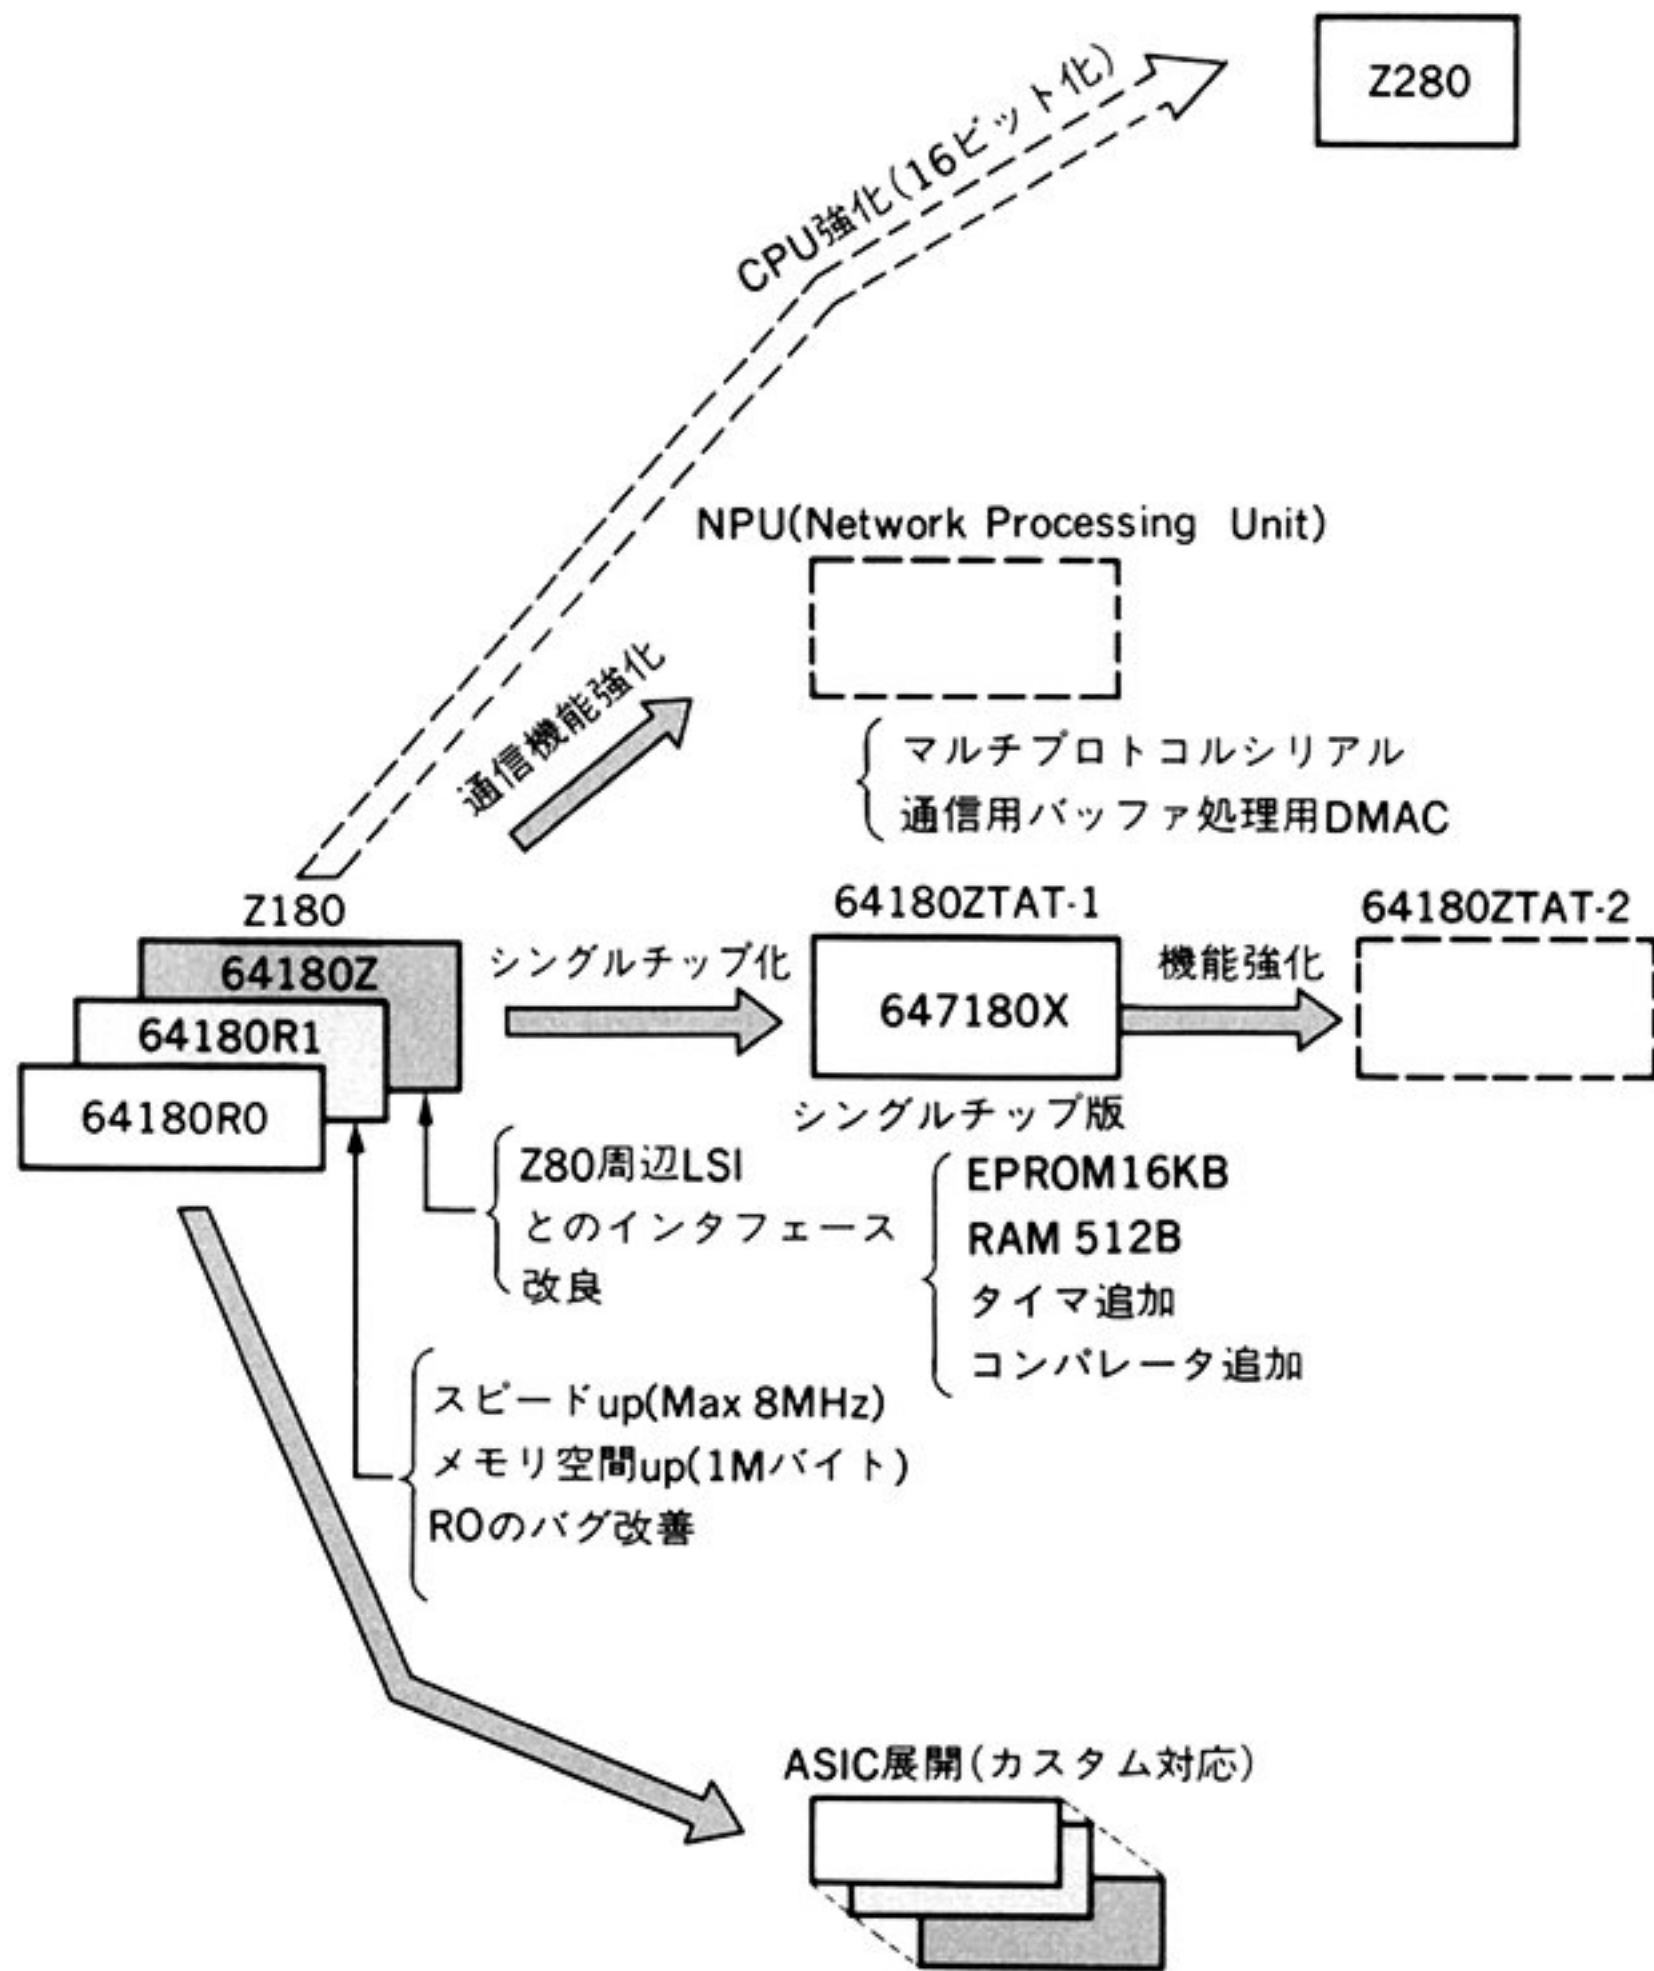 Z280
CPU強化(16ビット化)
NPU(Network Processing Unit)
通信機能強化
マルチプロトコルシリアル
通信用バッファ処理用DMAC
Z180
64180Z
64180R1
64180R0
シングルチップ化
64180ZTAT-1
647180X
シングルチップ版
機能強化
64180ZTAT-2
Z80周辺LSI
とのインタフェース
改良
EPROM16KB
RAM 512B
タイマ追加
コンパレータ追加
スピードup(Max 8MHz)
メモリ空間up(1Mバイト)
R0のバグ改善
ASIC展開(カスタム対応)